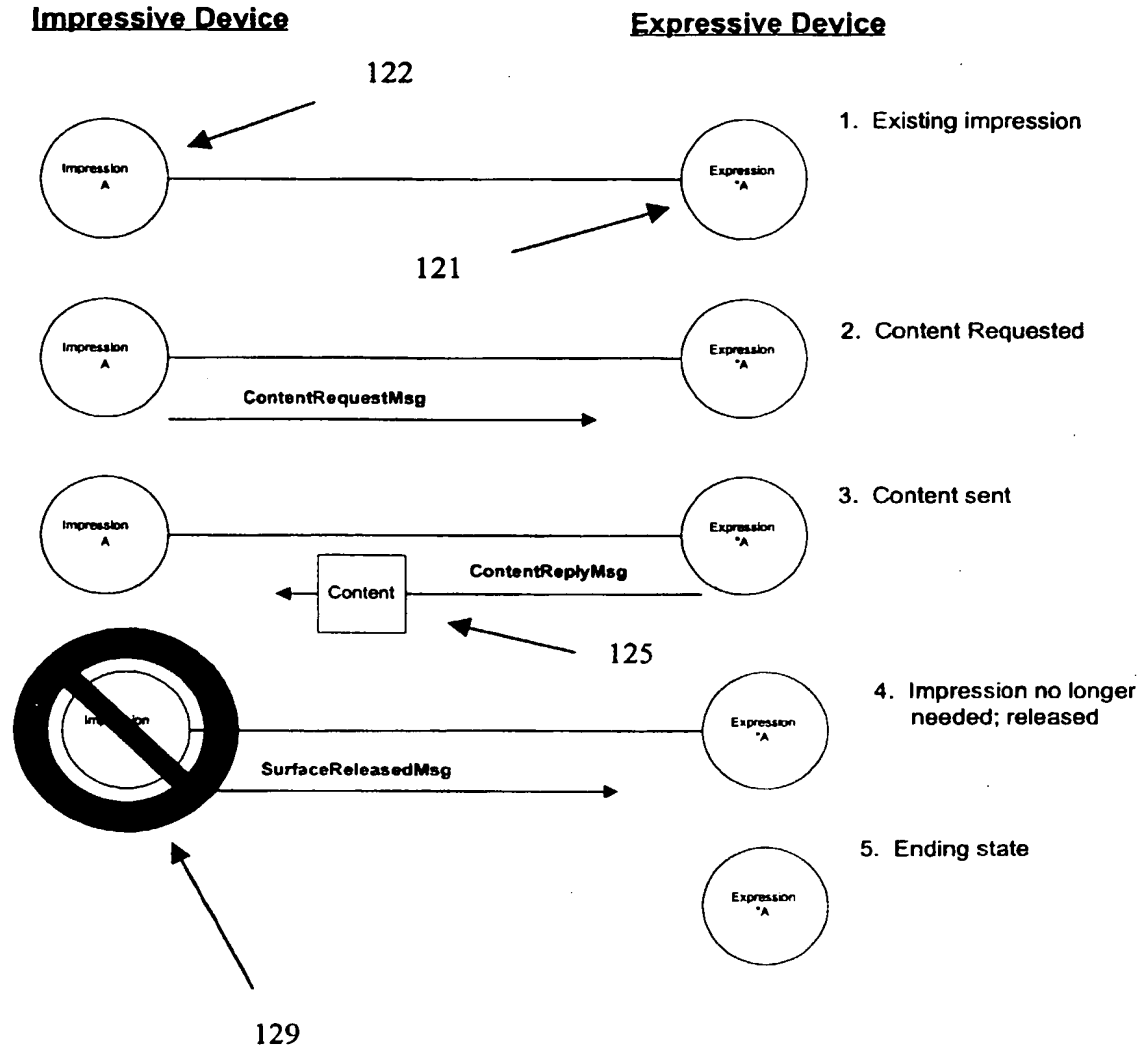 Impressive Device
Expressive Device
122
1. Existing impression
Impression
A
Expression
*A
121
2. Content Requested
Impression
A
Expression
*A
ContentRequestMsg
3. Content sent
Impression
A
Expression
*A
ContentReplyMsg
Content
125
4. Impression no longer
needed; released
Expression
*A
SurfaceReleasedMsg
5. Ending state
Expression
*A
129